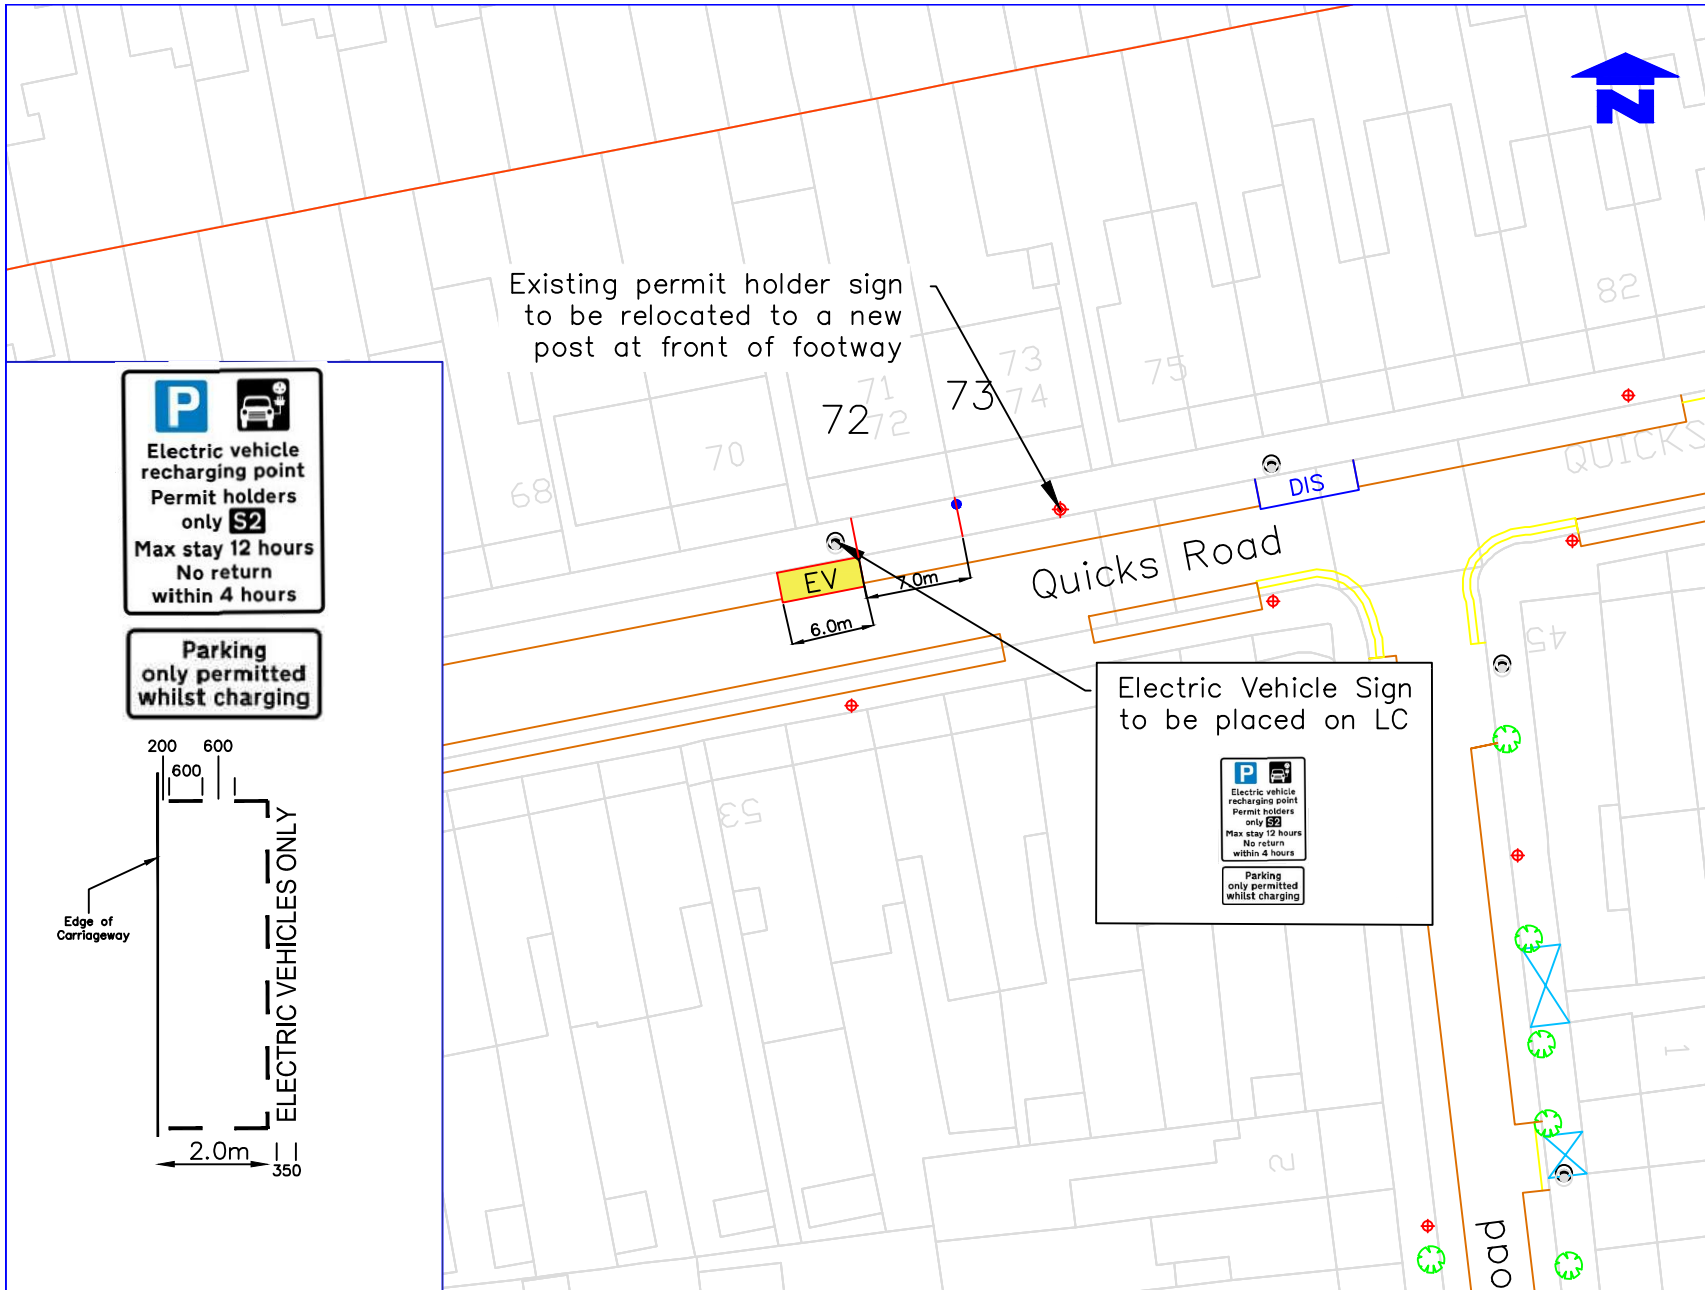 N
Existing permit holder sign
to be relocated to a new
post at front of footway
82
73
74
75
71
72
72
73
70
68
QUICKS
DIS
Quicks Road
EV
7.0m
6.0m
45
53
Electric Vehicle Sign
to be placed on LC
P
Electric vehicle
recharging point
Permit holders
only S2
Max stay 12 hours
No return
within 4 hours
Parking
only permitted
whilst charging
1
2
oad
P
Electric vehicle
recharging point
Permit holders
only S2
Max stay 12 hours
No return
within 4 hours
Parking
only permitted
whilst charging
200
600
600
ELECTRIC VEHICLES ONLY
Edge of
Carriageway
2.0m
350